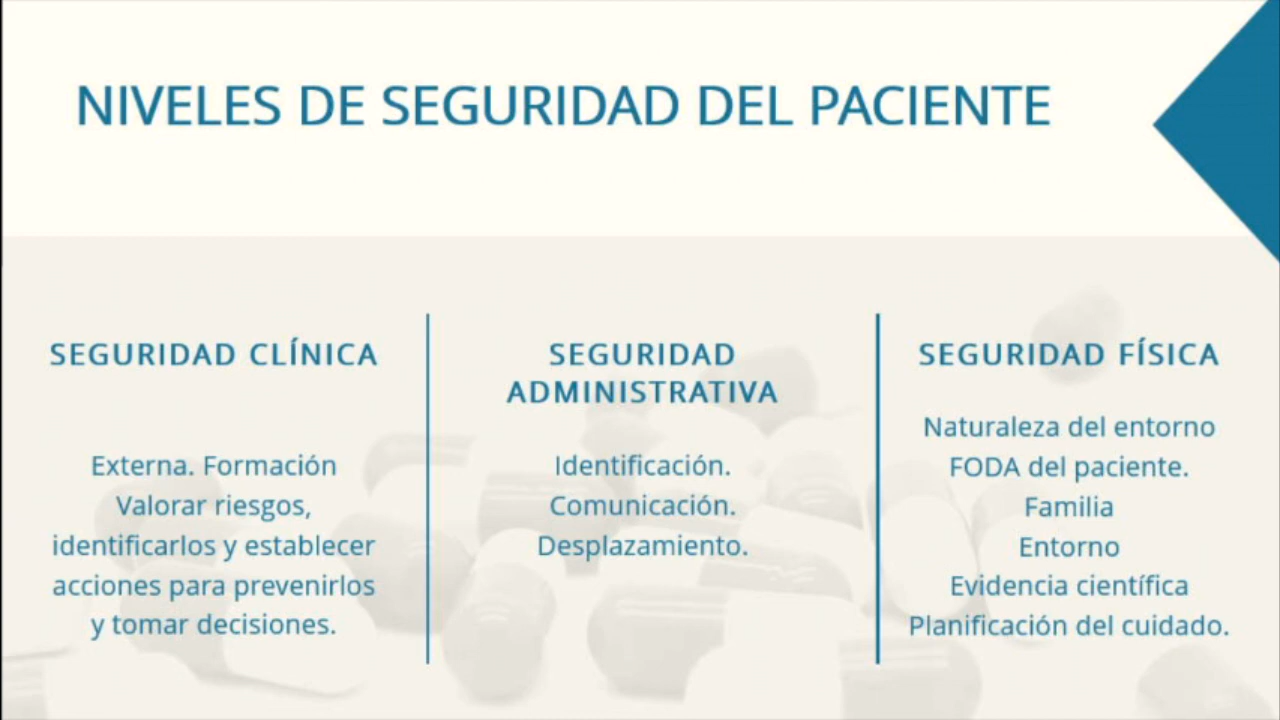 NIVELES DE SEGURIDAD DEL PACIENTE
SEGURIDAD CLÍNICA
Externa. Formación
Valorar riesgos,
identificarlos y establecer
acciones para prevenirlos
y tomar decisiones.
SEGURIDAD
ADMINISTRATIVA
Identificación.
Comunicación.
Desplazamiento.
SEGURIDAD FÍSICA
Naturaleza del entorno
FODA del paciente.
Familia
Entorno
Evidencia científica
Planificación del cuidado.